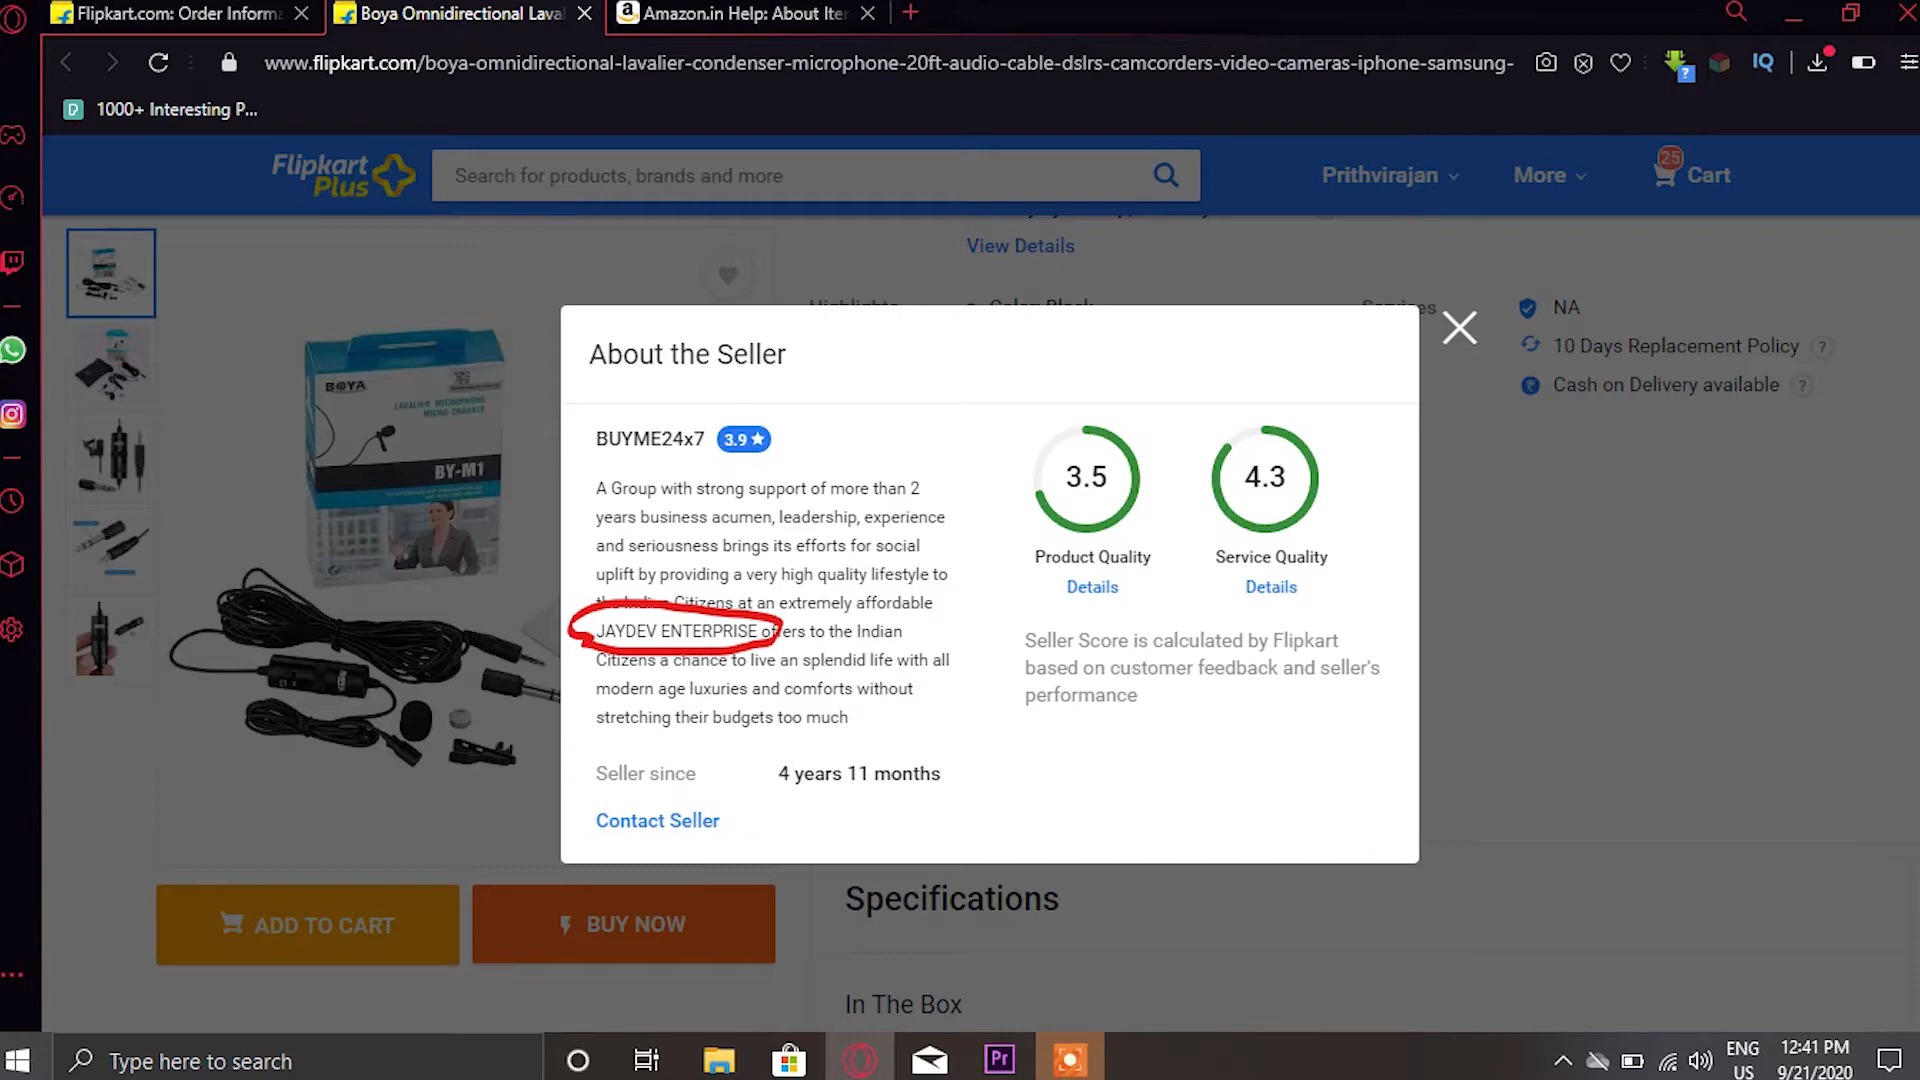 Flipkart.com: Order Informa
Boya Omnidirectional Laval
Amazon.in Help: About Iter
www.flipkart.com/boya-omnidirectional-lavalier-condenser-microphone-20ft-audio-cable-dslrs-camcorders-video-cameras-iphone-samsung-
IQ
1000+ Interesting P...
Flipkart
Plus
Search for products, brands and more
Prithvirajan
More
25
Cart
View Details
NA
10 Days Replacement Policy ?
Cash on Delivery available ?
BOYA
LAVALIER MICROPHONE
BY-M1
About the Seller
BUYME24x7 3.9★
A Group with strong support of more than 2
years business acumen, leadership, experience
and seriousness brings its efforts for social
uplift by providing a very high quality lifestyle to
the Indian Citizens at an extremely affordable
JAYDEV ENTERPRISE offers to the Indian
Citizens a chance to live an splendid life with all
modern age luxuries and comforts without
stretching their budgets too much
Seller since 4 years 11 months
Contact Seller
3.5
Product Quality
Details
4.3
Service Quality
Details
Seller Score is calculated by Flipkart
based on customer feedback and seller's
performance
ADD TO CART
BUY NOW
Specifications
In The Box
Type here to search
Pr
ENG
US
12:41 PM
9/21/2020